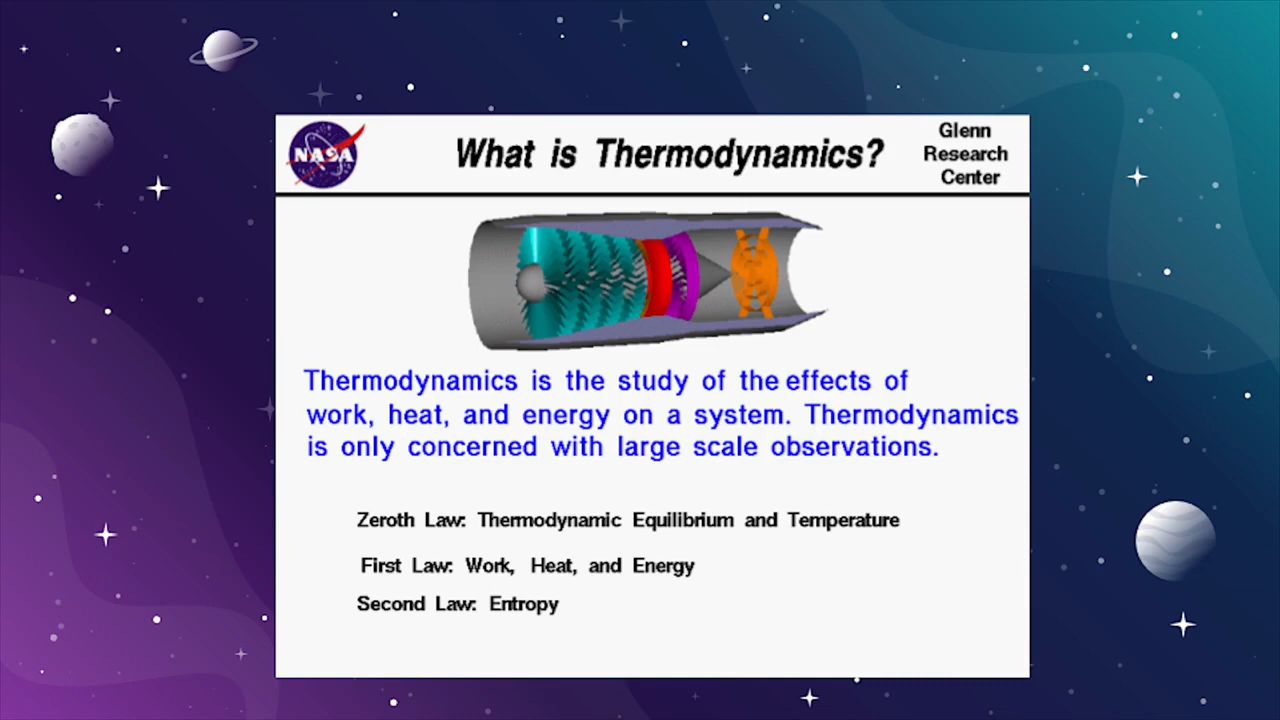 NASA
What is Thermodynamics?
Glenn
Research
Center
Thermodynamics is the study of the effects of
work, heat, and energy on a system. Thermodynamics
is only concerned with large scale observations.
Zeroth Law: Thermodynamic Equilibrium and Temperature
First Law: Work, Heat, and Energy
Second Law: Entropy